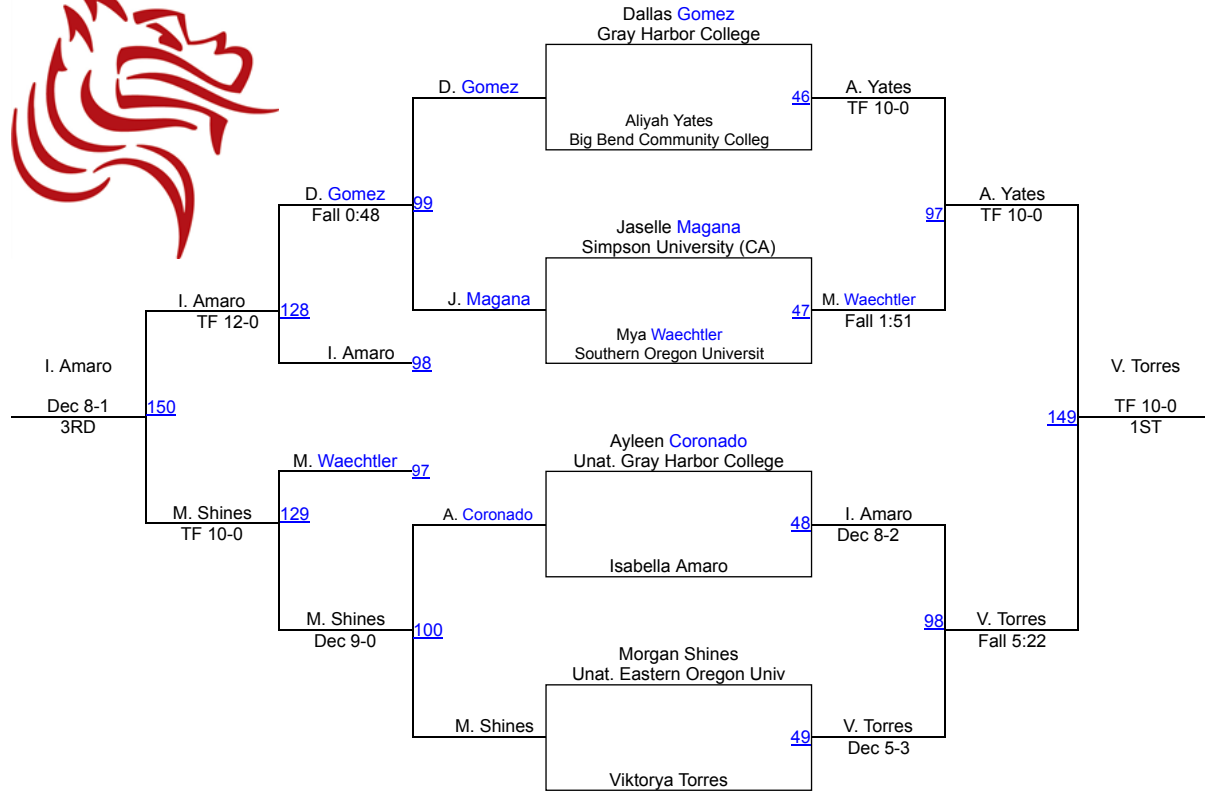 Dallas Gomez
Gray Harbor College
D. Gomez
46
A. Yates
TF 10-0
Aliyah Yates
Big Bend Community Colleg
D. Gomez
Fall 0:48
99
97
A. Yates
TF 10-0
Jaselle Magana
Simpson University (CA)
I. Amaro
TF 12-0
128
J. Magana
47
M. Waechtler
Fall 1:51
Mya Waechtler
Southern Oregon Universit
I. Amaro
98
I. Amaro
Dec 8-1
3RD
150
V. Torres
TF 10-0
1ST
149
Ayleen Coronado
Unat. Gray Harbor College
M. Waechtler
97
M. Shines
TF 10-0
129
A. Coronado
48
I. Amaro
Dec 8-2
Isabella Amaro
M. Shines
Dec 9-0
100
98
V. Torres
Fall 5:22
Morgan Shines
Unat. Eastern Oregon Univ
M. Shines
49
V. Torres
Dec 5-3
Viktorya Torres